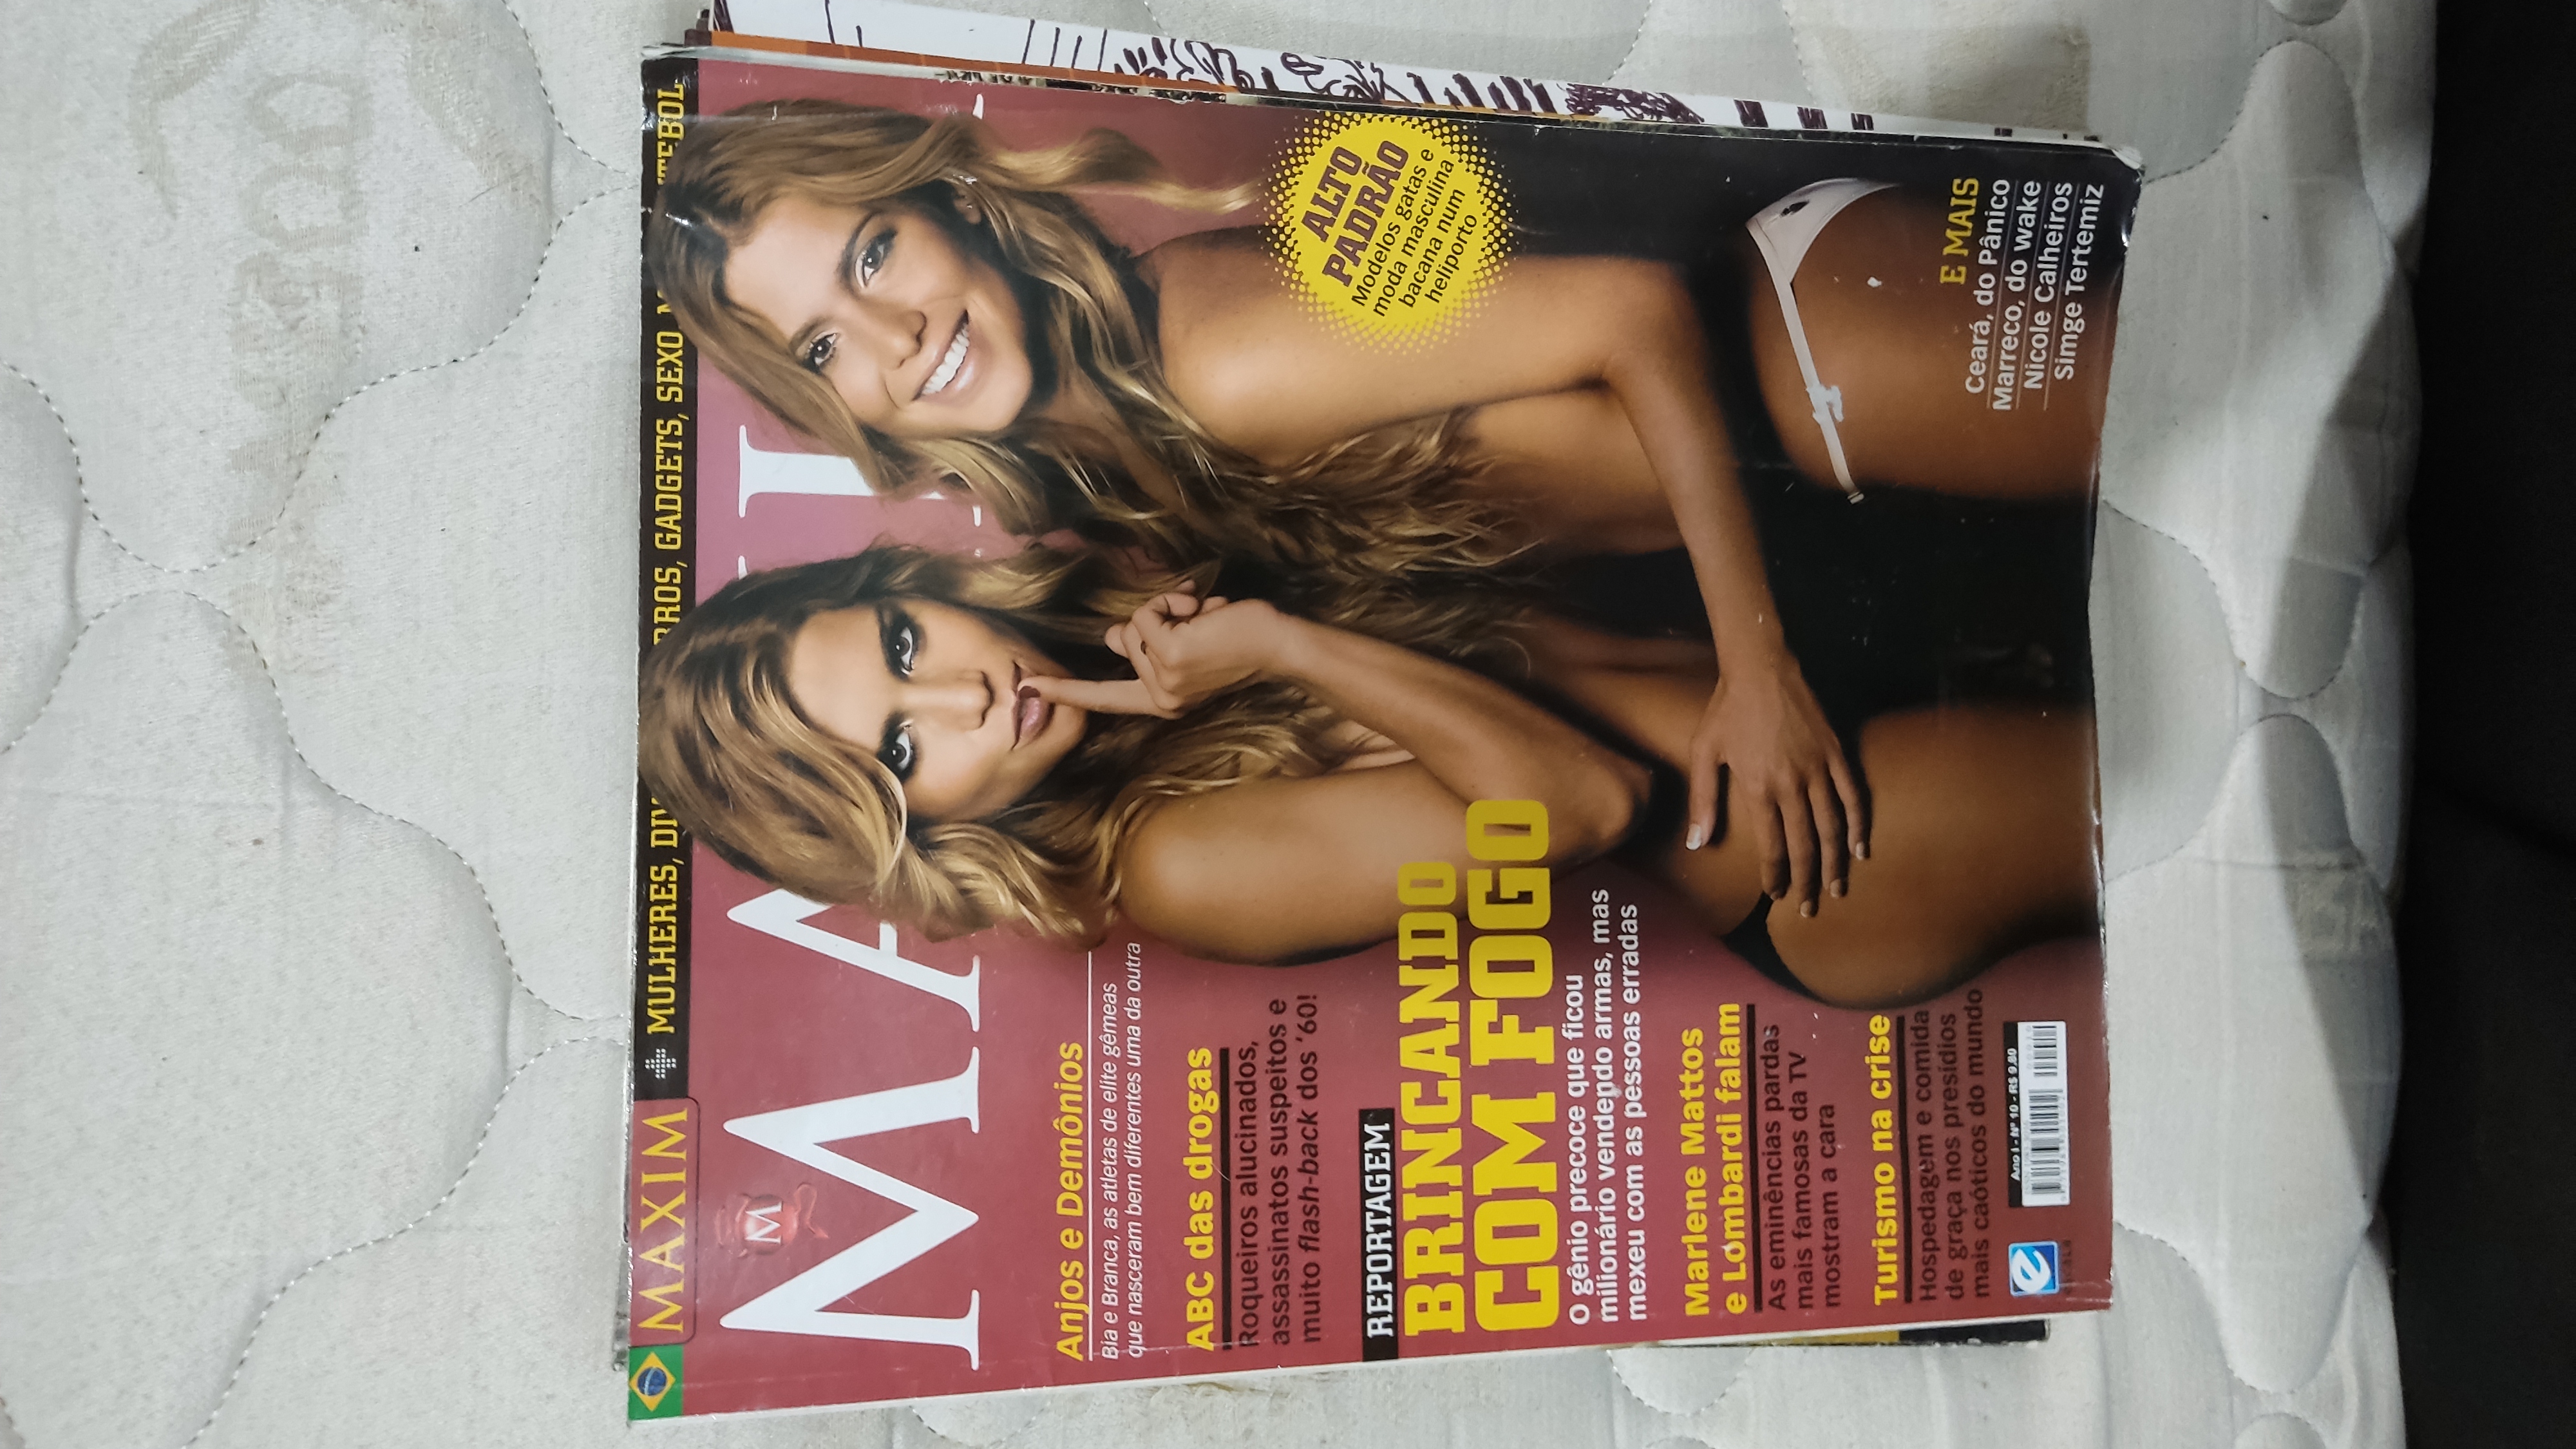 MAXIM
+ MULHERES, DIV RROS, GADGETS, SEXO, TEBOL
M
MA
Anjos e Demônios
Bia e Branca, as atletas de elite gêmeas
que nasceram bem diferentes uma da outra
ABC das drogas
Roqueiros alucinados,
assassinatos suspeitos e
muito flash-back dos '60!
REPORTAGEM
BRINCANDO
COM FOGO
O gênio precoce que ficou
milionário vendendo armas, mas
mexeu com as pessoas erradas
Marlene Mattos
e Lombardi falam
As eminências pardas
mais famosas da TV
mostram a cara
Turismo na crise
Hospedagem e comida
de graça nos presídios
mais caóticos do mundo
e
ESCALA
Ano I - Nº 10 - R$ 9,80
ALTO
PADRÃO
Modelos gatas e
moda masculina
bacana num
heliporto
E MAIS
Ceará, do Pânico
Marreco, do wake
Nicole Calheiros
Simge Tertemiz